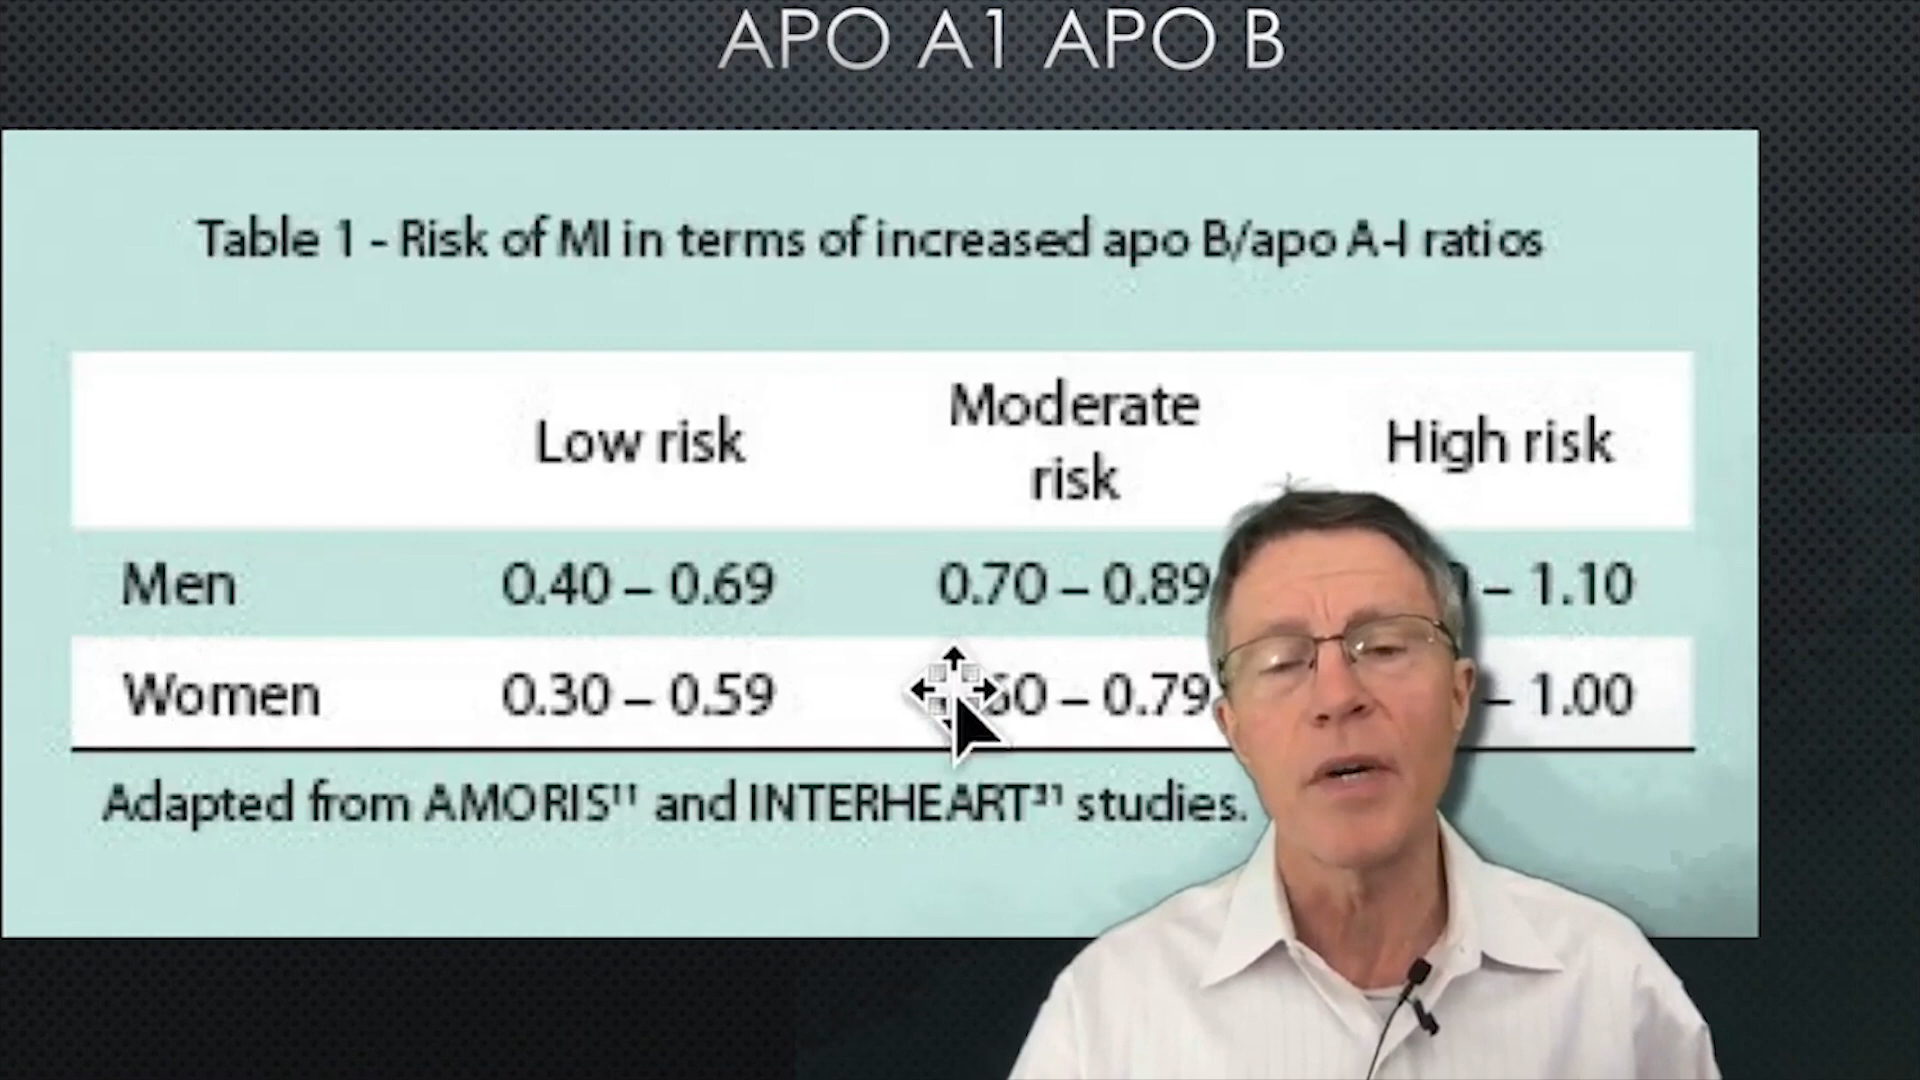 APO A1 APO B
Table 1 - Risk of MI in terms of increased apo B/apo A-I ratios
Low risk Moderate risk High risk
Men 0.40 – 0.69 0.70 – 0.89 – 1.10
Women 0.30 – 0.59 – 0.79 – 1.00
Adapted from AMORIS¹¹ and INTERHEART³¹ studies.